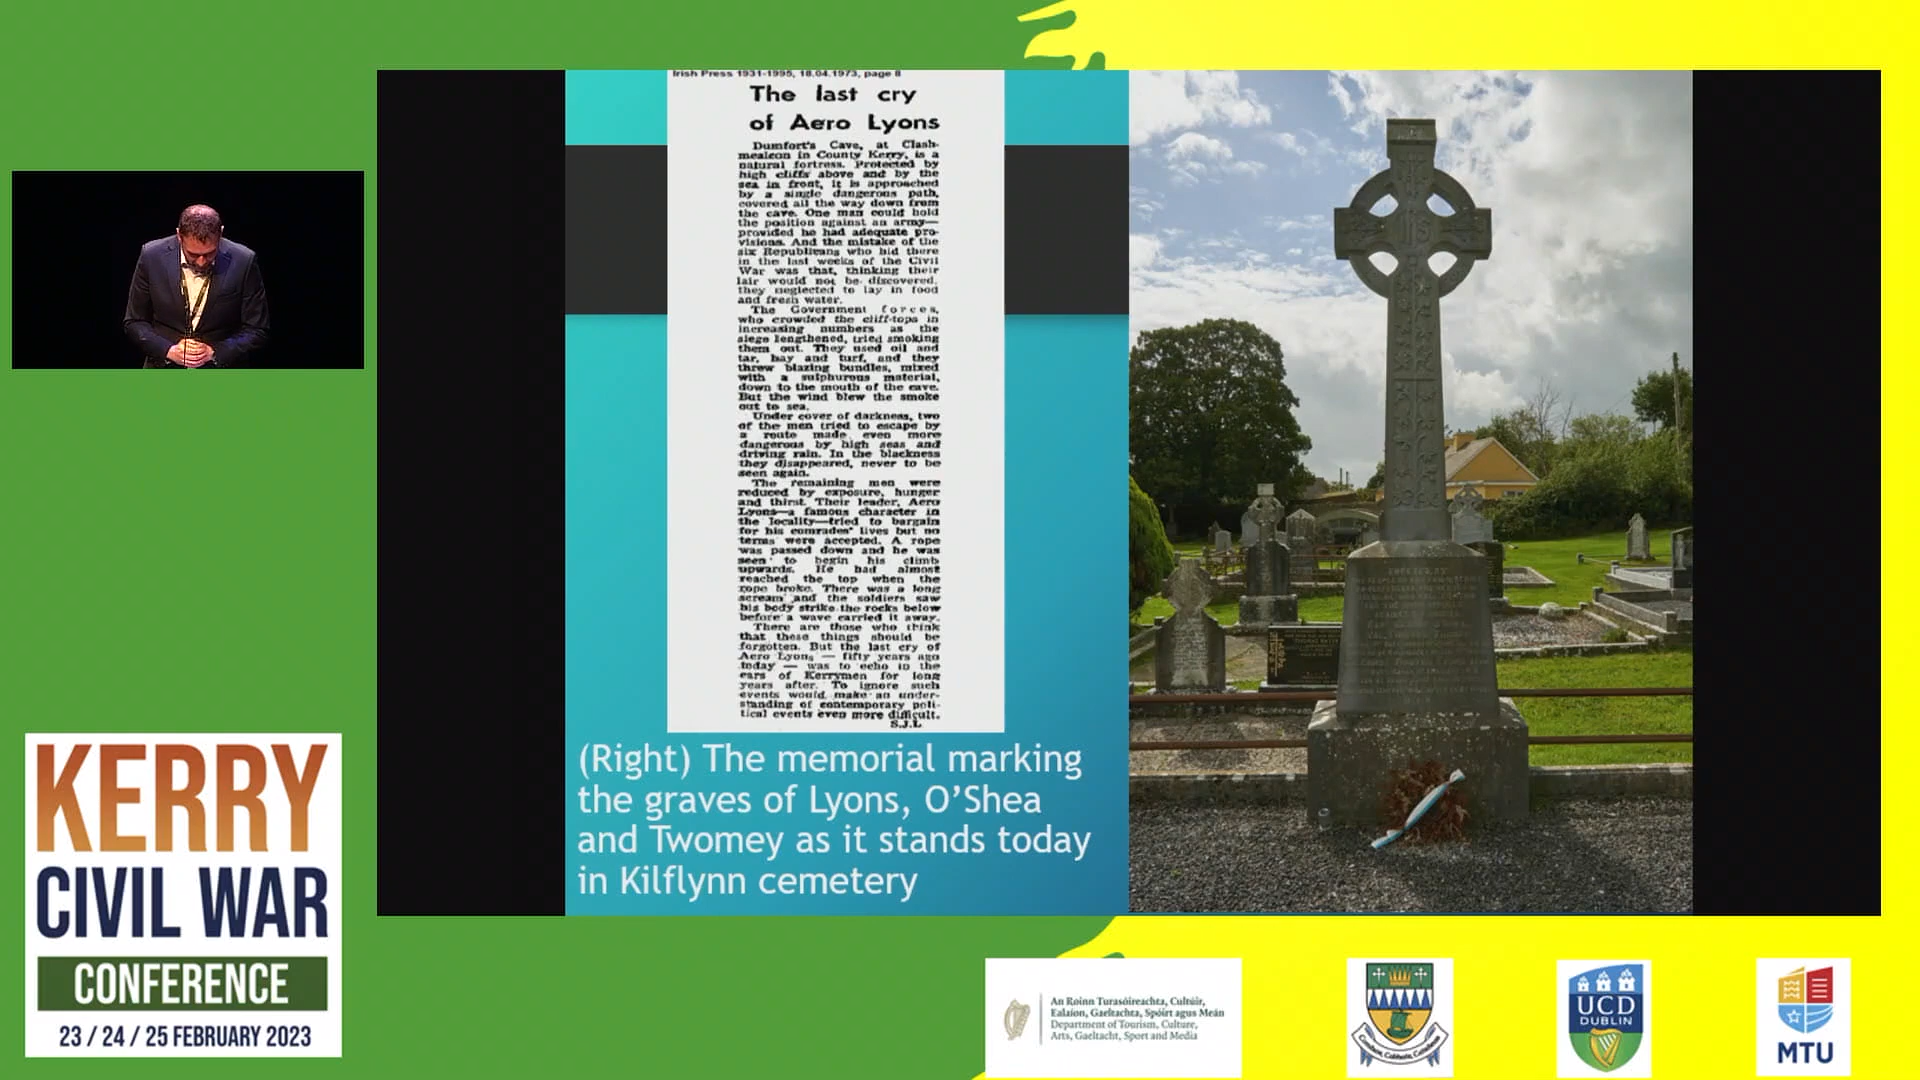 Irish Press 1931-1995, 18.04.1973, page 8
The last cry
of Aero Lyons
Dumfort's Cave, at Clash-
mealcon in County Kerry, is a
natural fortress. Protected by
high cliffs above and by the
sea in front, it is approached
by a single dangerous path,
covered all the way down from
the cave. One man could hold
the position against an army—
provided he had adequate pro-
visions. And the mistake of the
six Republicans who hid there
in the last weeks of the Civil
War was that, thinking their
lair would not be discovered,
they neglected to lay in food
and fresh water.
The Government forces,
who crowded the cliff-tops in
increasing numbers as the
siege lengthened, tried smoking
them out. They used oil and
tar, hay and turf, and they
threw blazing bundles, mixed
with a sulphurous material,
down to the mouth of the cave.
But the wind blew the smoke
out to sea.
Under cover of darkness, two
of the men tried to escape by
a route made even more
dangerous by high seas and
driving rain. In the blackness
they disappeared, never to be
seen again.
The remaining men were
reduced by exposure, hunger
and thirst. Their leader, Aero
Lyons—a famous character in
the locality—tried to bargain
for his comrades' lives but no
terms were accepted. A rope
was passed down and he was
seen to begin his climb
upwards. He had almost
reached the top when the
rope broke. There was a long
scream and the soldiers saw
his body strike the rocks below
before a wave carried it away.
There are those who think
that these things should be
forgotten. But the last cry of
Aero Lyons — fifty years ago
today — was to echo in the
ears of Kerrymen for long
years after. To ignore such
events would make an under-
standing of contemporary poli-
tical events even more difficult.
S.J.L
(Right) The memorial marking
the graves of Lyons, O'Shea
and Twomey as it stands today
in Kilflynn cemetery
IHS
KERRY
CIVIL WAR
CONFERENCE
23 / 24 / 25 FEBRUARY 2023
An Roinn Turasóireachta, Cultúir,
Ealaíon, Gaeltachta, Spóirt agus Meán
Department of Tourism, Culture,
Arts, Gaeltacht, Sport and Media
UCD
DUBLIN
MTU